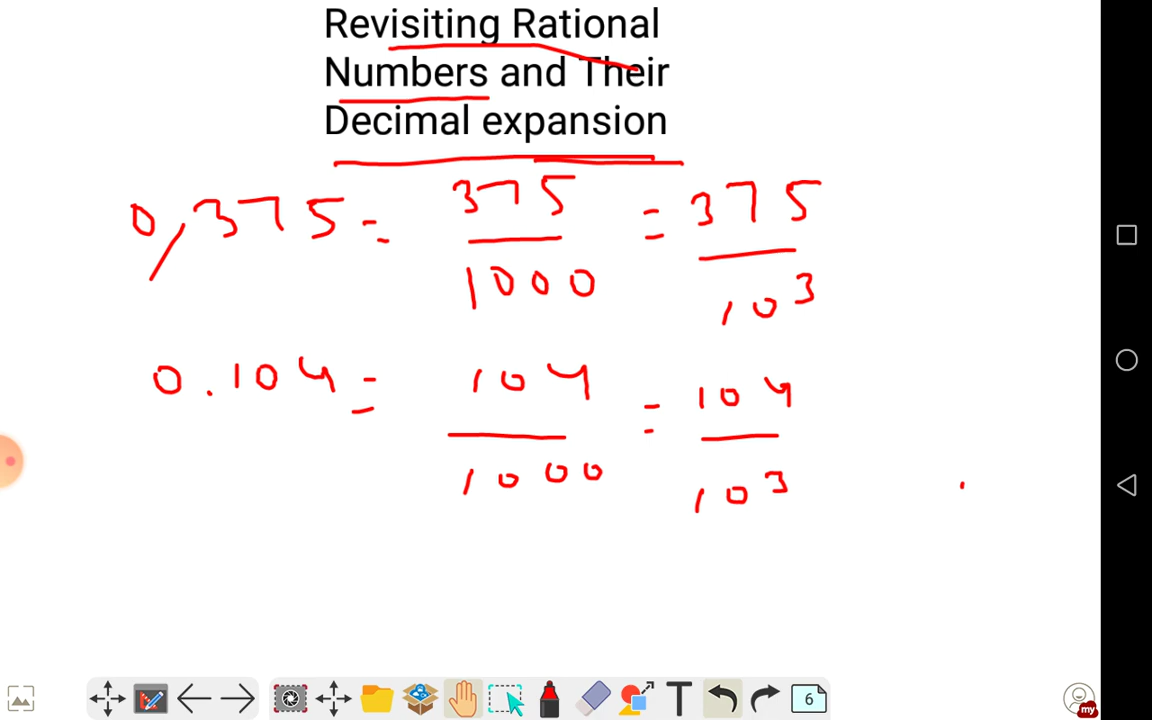 Revisiting Rational
Numbers and Their
Decimal expansion
0,375 = 375/1000 = 375/10³
0.104 = 104/1000 = 104/10³
6
my